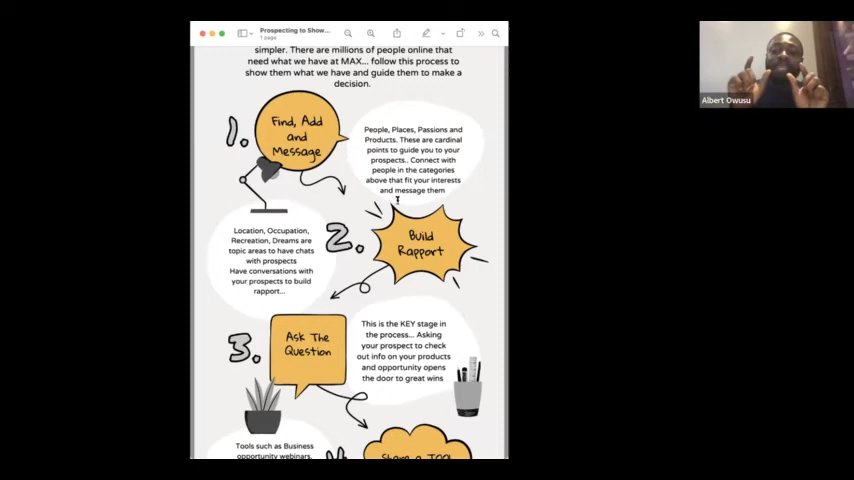 Prospecting to Show...
1 page
simpler. There are millions of people online that
need what we have at MAX... follow this process to
show them what we have and guide them to make a
decision.
1.
Find, Add
and
Message
People, Places, Passions and
Products. These are cardinal
points to guide you to your
prospects.. Connect with
people in the categories
above that fit your interests
and message them
Location, Occupation,
Recreation, Dreams are
topic areas to have chats
with prospects
Have conversations with
your prospects to build
rapport...
2.
Build
Rapport
3.
Ask The
Question
This is the KEY stage in
the process... Asking
your prospect to check
out info on your products
and opportunity opens
the door to great wins
Tools such as Business
opportunity webinars,
4.
Share a TOOL
Albert Owusu